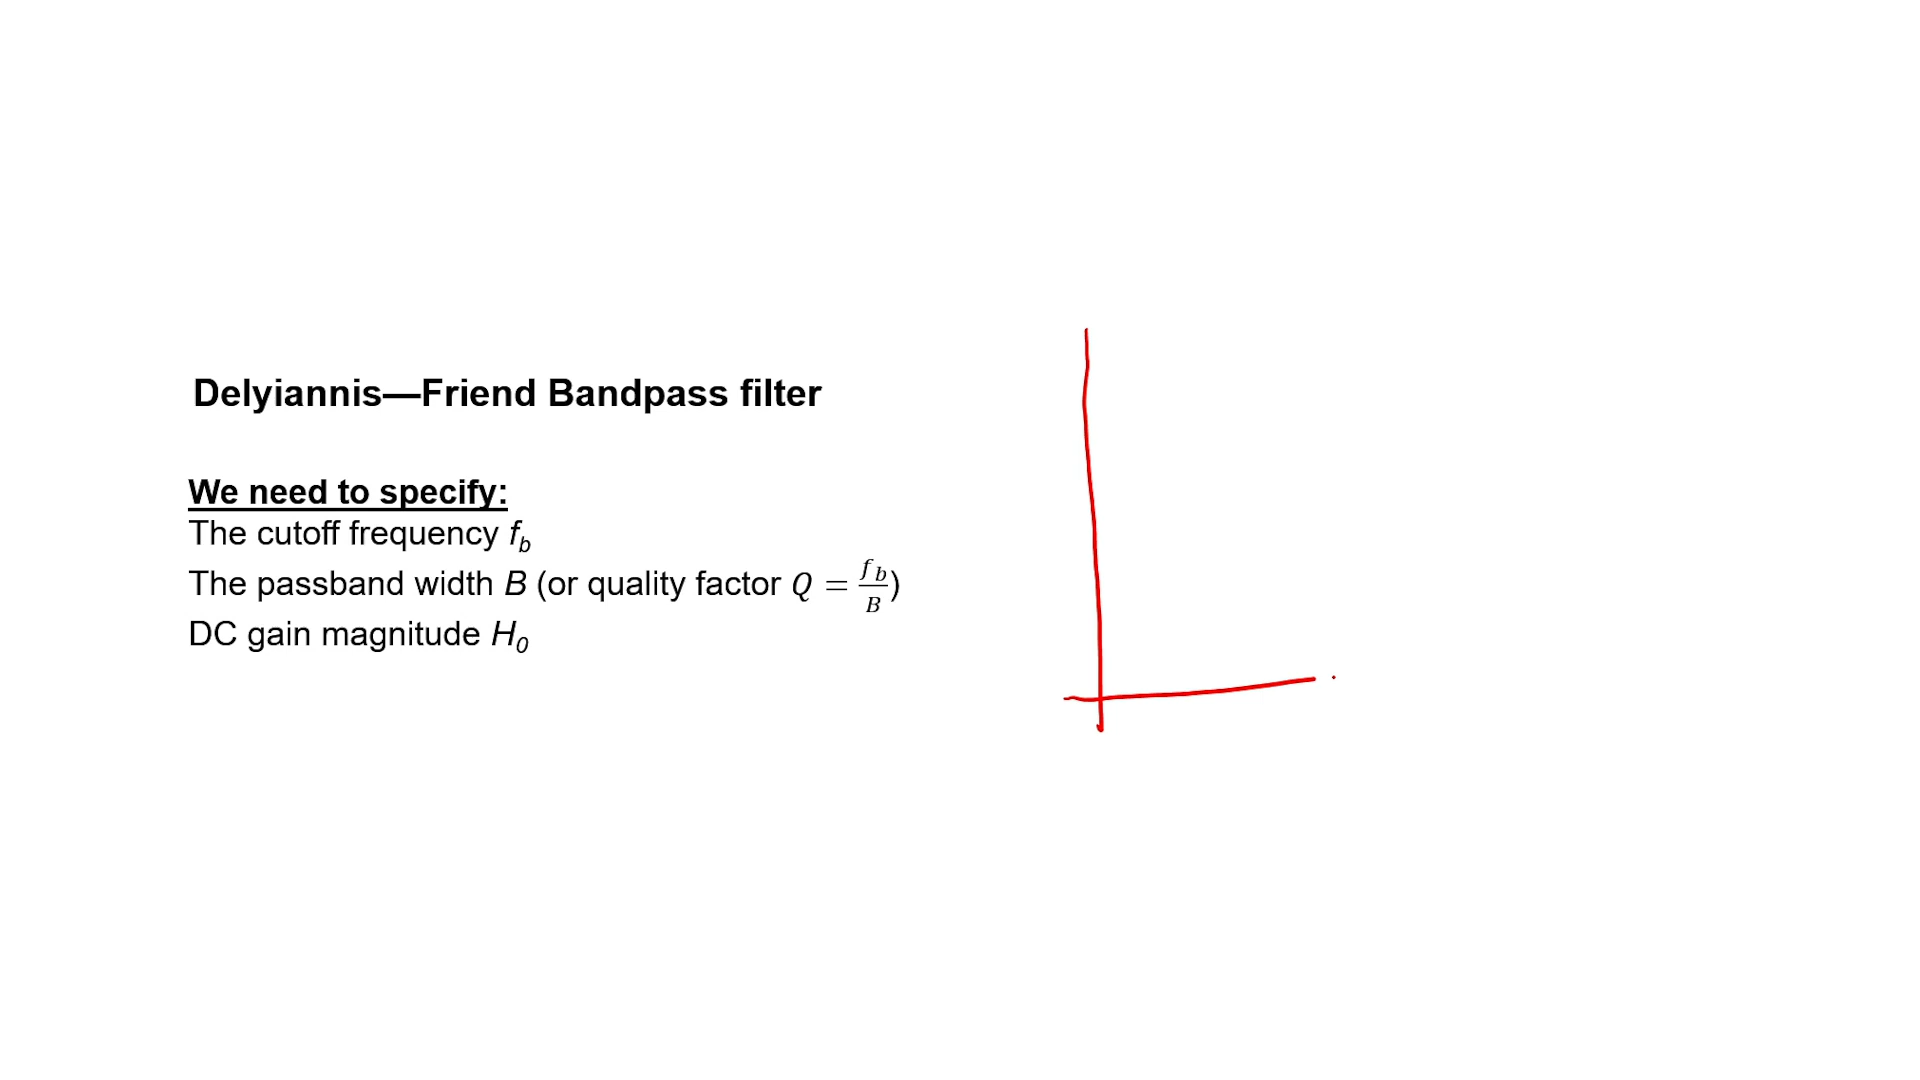 Delyiannis—Friend Bandpass filter
We need to specify:
The cutoff frequency f_b
The passband width B (or quality factor Q = f_b/B)
DC gain magnitude H_0